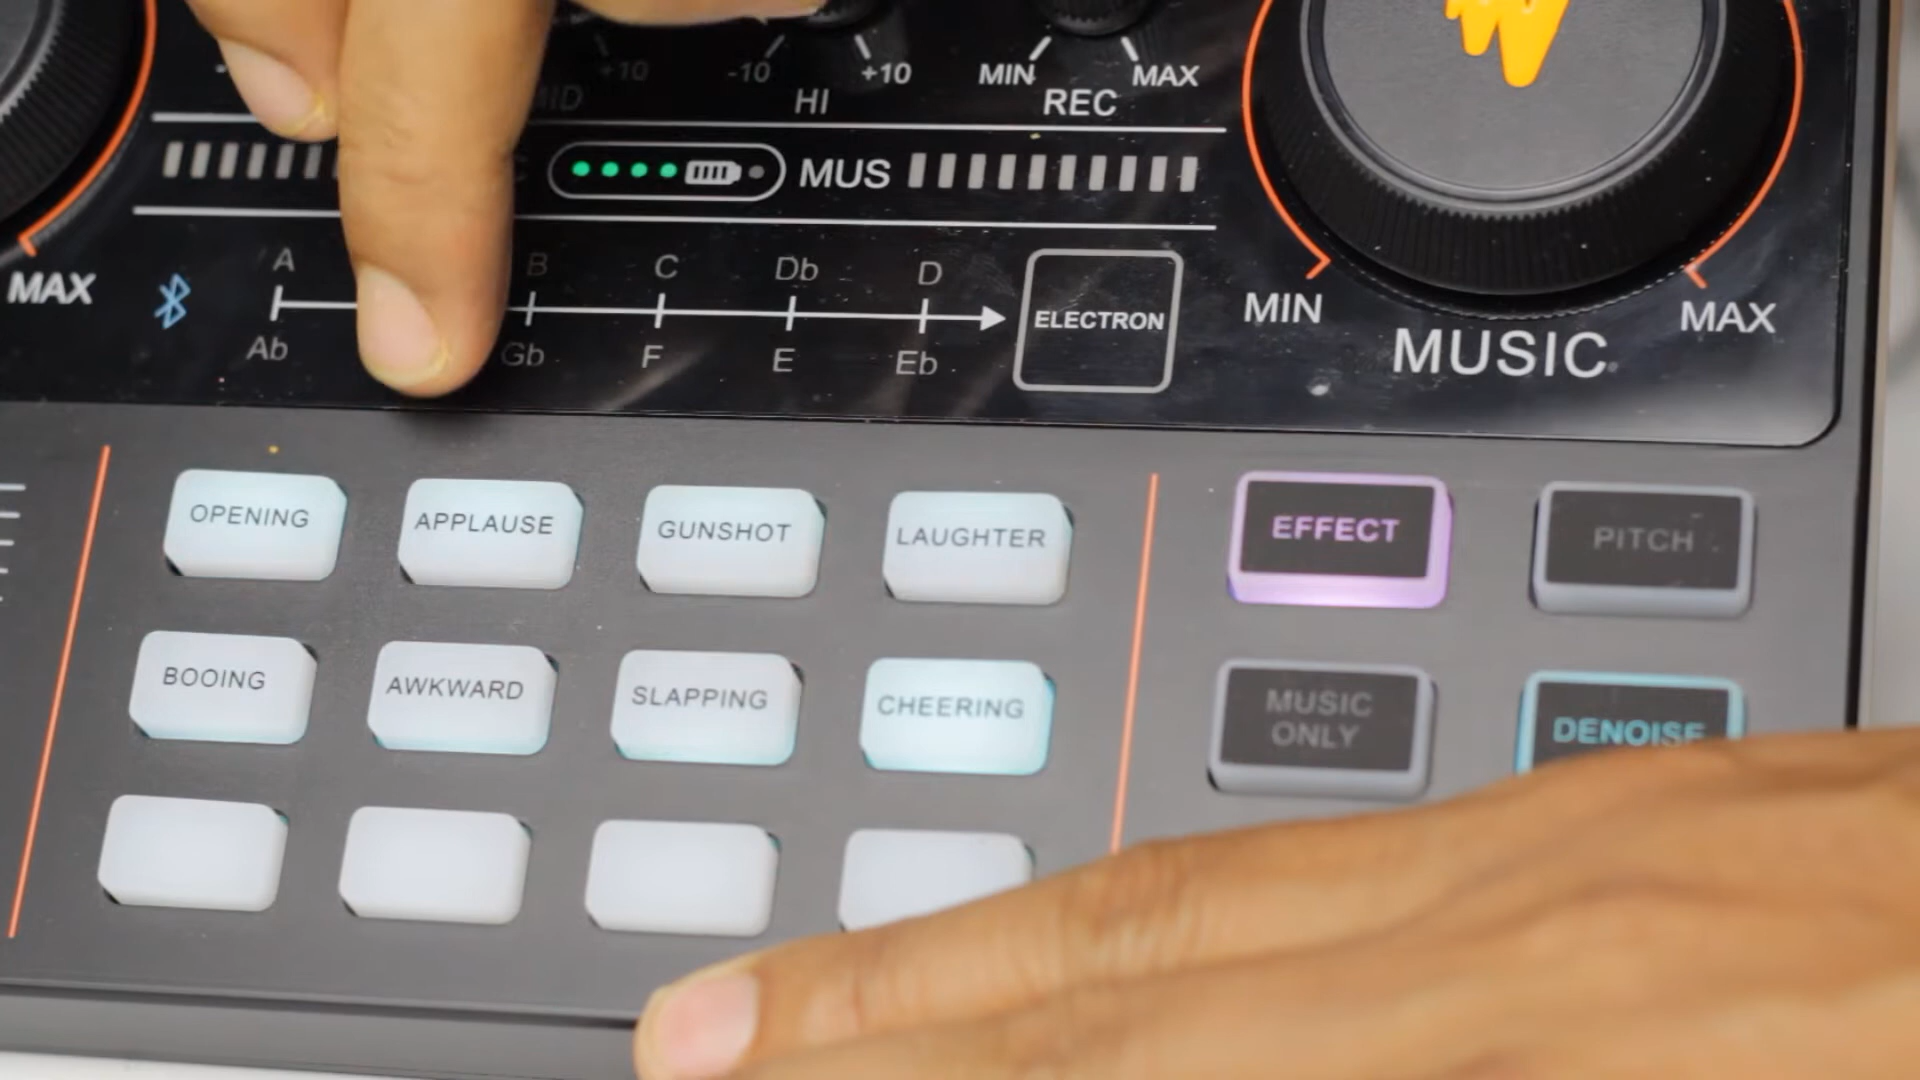 +10 -10 +10 MIN MAX
MID HI REC
MUS
A B C Db D
MAX
Ab Gb F E Eb
ELECTRON
MIN MAX
MUSIC
OPENING APPLAUSE GUNSHOT LAUGHTER
EFFECT PITCH
BOOING AWKWARD SLAPPING CHEERING
MUSIC
ONLY
DENOISE